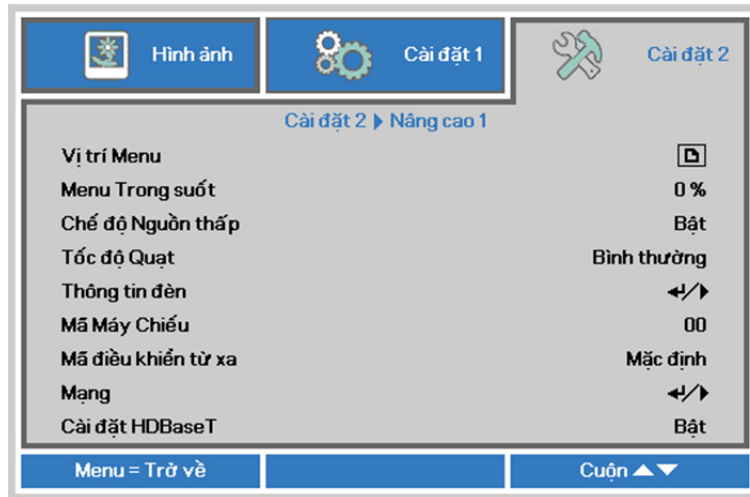 Hình ảnh
Cài đặt 1
Cài đặt 2
Cài đặt 2 ▶ Nâng cao 1
Vị trí Menu
Menu Trong suốt 0 %
Chế độ Nguồn thấp Bật
Tốc độ Quạt Bình thường
Thông tin đèn ↵/▶
Mã Máy Chiếu 00
Mã điều khiển từ xa Mặc định
Mạng ↵/▶
Cài đặt HDBaseT Bật
Menu = Trở về
Cuộn ▲▼